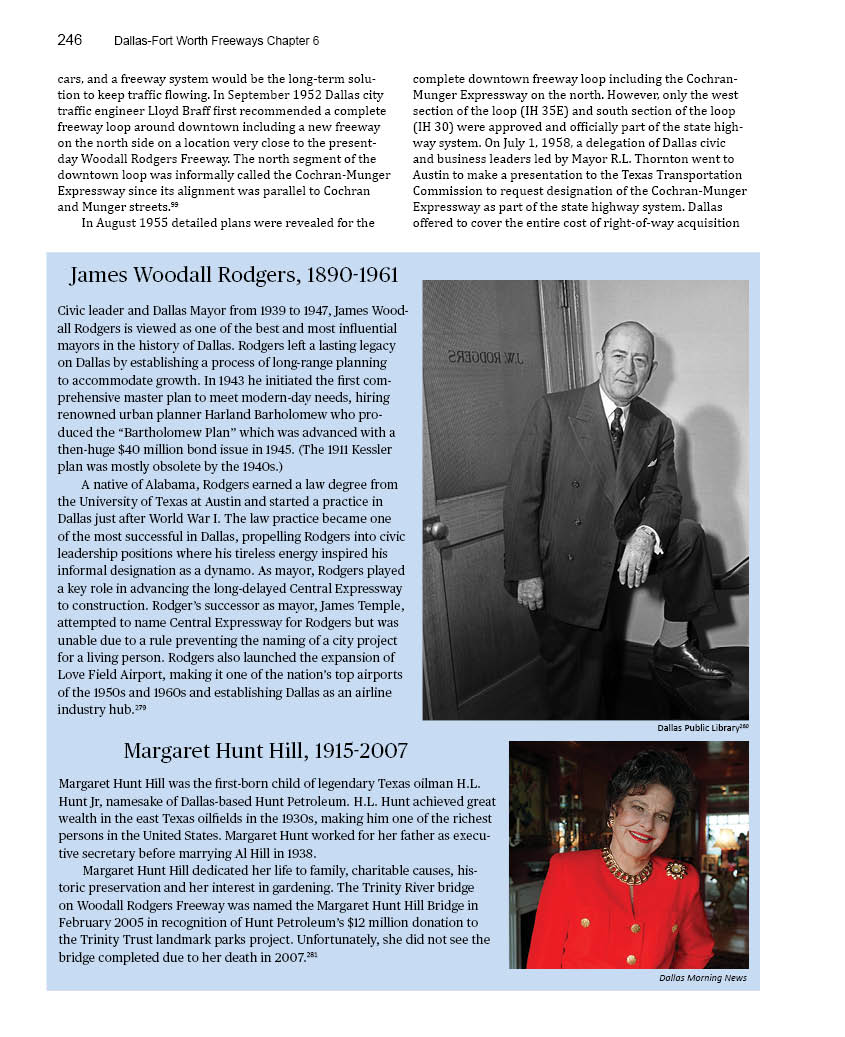 246 Dallas-Fort Worth Freeways Chapter 6
cars, and a freeway system would be the long-term solu-
tion to keep traffic flowing. In September 1952 Dallas city
traffic engineer Lloyd Braff first recommended a complete
freeway loop around downtown including a new freeway
on the north side on a location very close to the present-
day Woodall Rodgers Freeway. The north segment of the
downtown loop was informally called the Cochran-Munger
Expressway since its alignment was parallel to Cochran
and Munger streets.⁹⁹
In August 1955 detailed plans were revealed for the
complete downtown freeway loop including the Cochran-
Munger Expressway on the north. However, only the west
section of the loop (IH 35E) and south section of the loop
(IH 30) were approved and officially part of the state high-
way system. On July 1, 1958, a delegation of Dallas civic
and business leaders led by Mayor R.L. Thornton went to
Austin to make a presentation to the Texas Transportation
Commission to request designation of the Cochran-Munger
Expressway as part of the state highway system. Dallas
offered to cover the entire cost of right-of-way acquisition
James Woodall Rodgers, 1890-1961
Civic leader and Dallas Mayor from 1939 to 1947, James Wood-
all Rodgers is viewed as one of the best and most influential
mayors in the history of Dallas. Rodgers left a lasting legacy
on Dallas by establishing a process of long-range planning
to accommodate growth. In 1943 he initiated the first com-
prehensive master plan to meet modern-day needs, hiring
renowned urban planner Harland Barholomew who pro-
duced the “Bartholomew Plan” which was advanced with a
then-huge $40 million bond issue in 1945. (The 1911 Kessler
plan was mostly obsolete by the 1940s.)
A native of Alabama, Rodgers earned a law degree from
the University of Texas at Austin and started a practice in
Dallas just after World War I. The law practice became one
of the most successful in Dallas, propelling Rodgers into civic
leadership positions where his tireless energy inspired his
informal designation as a dynamo. As mayor, Rodgers played
a key role in advancing the long-delayed Central Expressway
to construction. Rodger’s successor as mayor, James Temple,
attempted to name Central Expressway for Rodgers but was
unable due to a rule preventing the naming of a city project
for a living person. Rodgers also launched the expansion of
Love Field Airport, making it one of the nation’s top airports
of the 1950s and 1960s and establishing Dallas as an airline
industry hub.²⁷⁹
J.W. RODGERS
Dallas Public Library²⁸⁰
Margaret Hunt Hill, 1915-2007
Margaret Hunt Hill was the first-born child of legendary Texas oilman H.L.
Hunt Jr, namesake of Dallas-based Hunt Petroleum. H.L. Hunt achieved great
wealth in the east Texas oilfields in the 1930s, making him one of the richest
persons in the United States. Margaret Hunt worked for her father as execu-
tive secretary before marrying Al Hill in 1938.
Margaret Hunt Hill dedicated her life to family, charitable causes, his-
toric preservation and her interest in gardening. The Trinity River bridge
on Woodall Rodgers Freeway was named the Margaret Hunt Hill Bridge in
February 2005 in recognition of Hunt Petroleum’s $12 million donation to
the Trinity Trust landmark parks project. Unfortunately, she did not see the
bridge completed due to her death in 2007.²⁸¹
Dallas Morning News